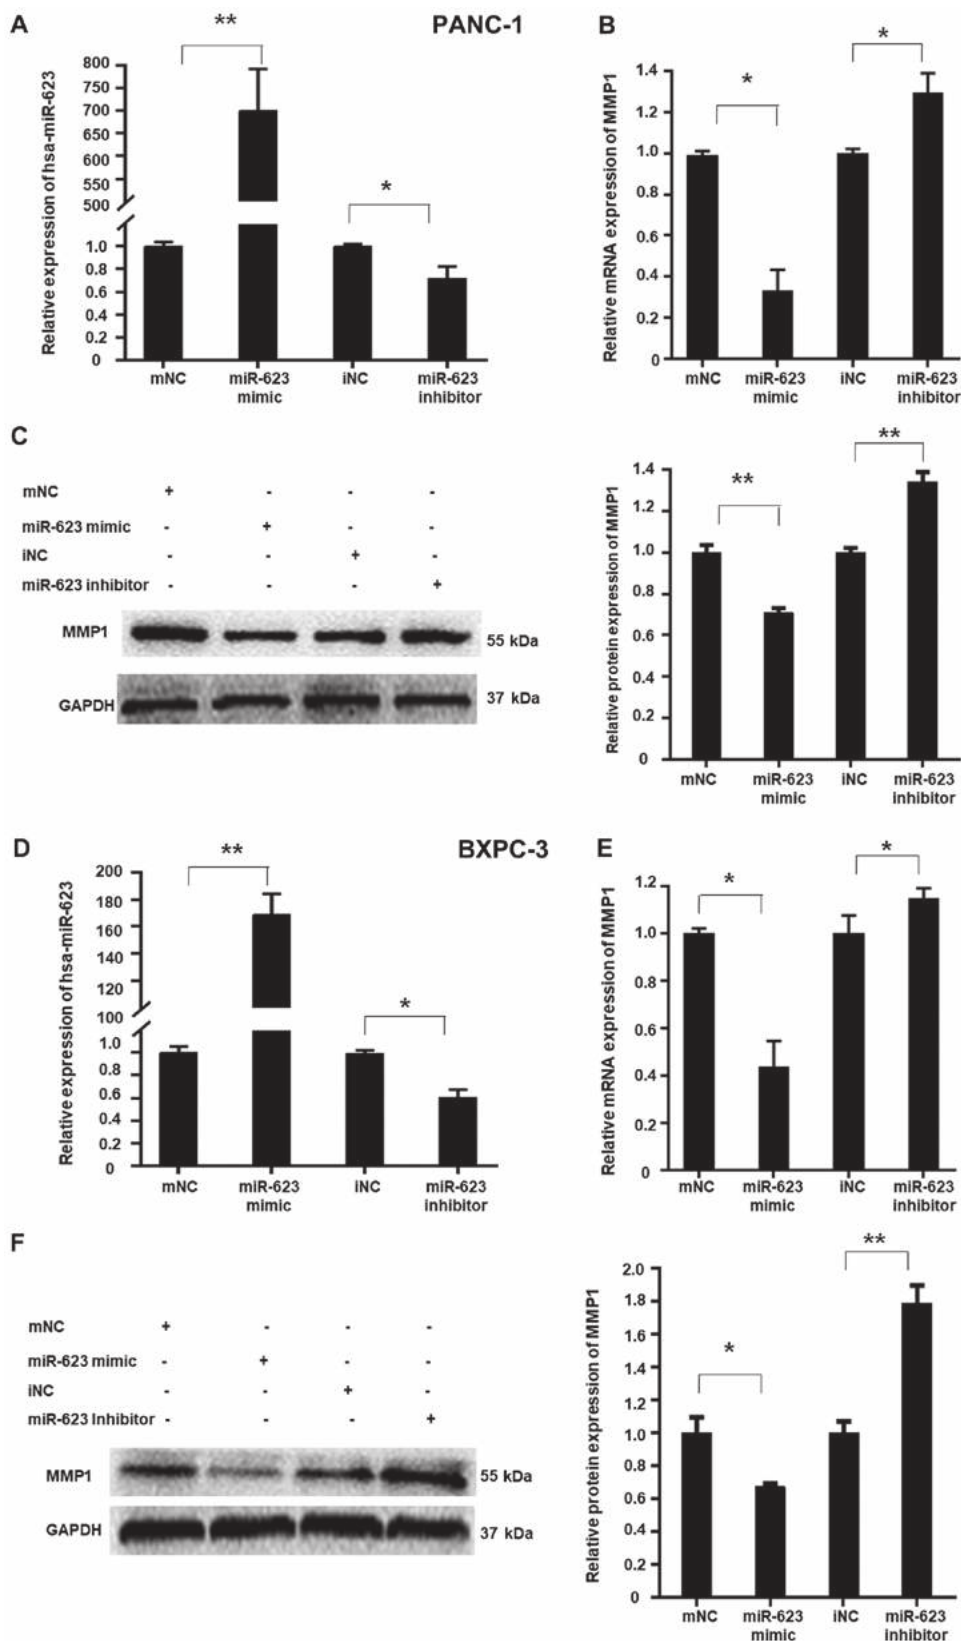 A
PANC-1
**
*
Relative expression of hsa-miR-623
800
750
700
650
600
550
500
1.0
0.8
0.6
0.4
0.2
0
mNC
miR-623
mimic
iNC
miR-623
inhibitor
B
*
*
Relative mRNA expression of MMP1
1.4
1.2
1.0
0.8
0.6
0.4
0.2
0
mNC
miR-623
mimic
iNC
miR-623
inhibitor
C
mNC + - - -
miR-623 mimic - + - -
iNC - - + -
miR-623 inhibitor - - - +
MMP1 55 kDa
GAPDH 37 kDa
**
**
Relative protein expression of MMP1
1.4
1.2
1.0
0.8
0.6
0.4
0.2
0
mNC
miR-623
mimic
iNC
miR-623
inhibitor
D
BXPC-3
**
*
Relative expression of hsa-miR-623
200
180
160
140
120
100
1.0
0.8
0.6
0.4
0.2
0
mNC
miR-623
mimic
iNC
miR-623
inhibitor
E
*
*
Relative mRNA expression of MMP1
1.2
1.0
0.8
0.6
0.4
0.2
0
mNC
miR-623
mimic
iNC
miR-623
inhibitor
F
mNC + - - -
miR-623 mimic - + - -
iNC - - + -
miR-623 Inhibitor - - - +
MMP1 55 kDa
GAPDH 37 kDa
*
**
Relative protein expression of MMP1
2.0
1.8
1.6
1.4
1.2
1.0
0.8
0.6
0.4
0.2
0
mNC
miR-623
mimic
iNC
miR-623
inhibitor